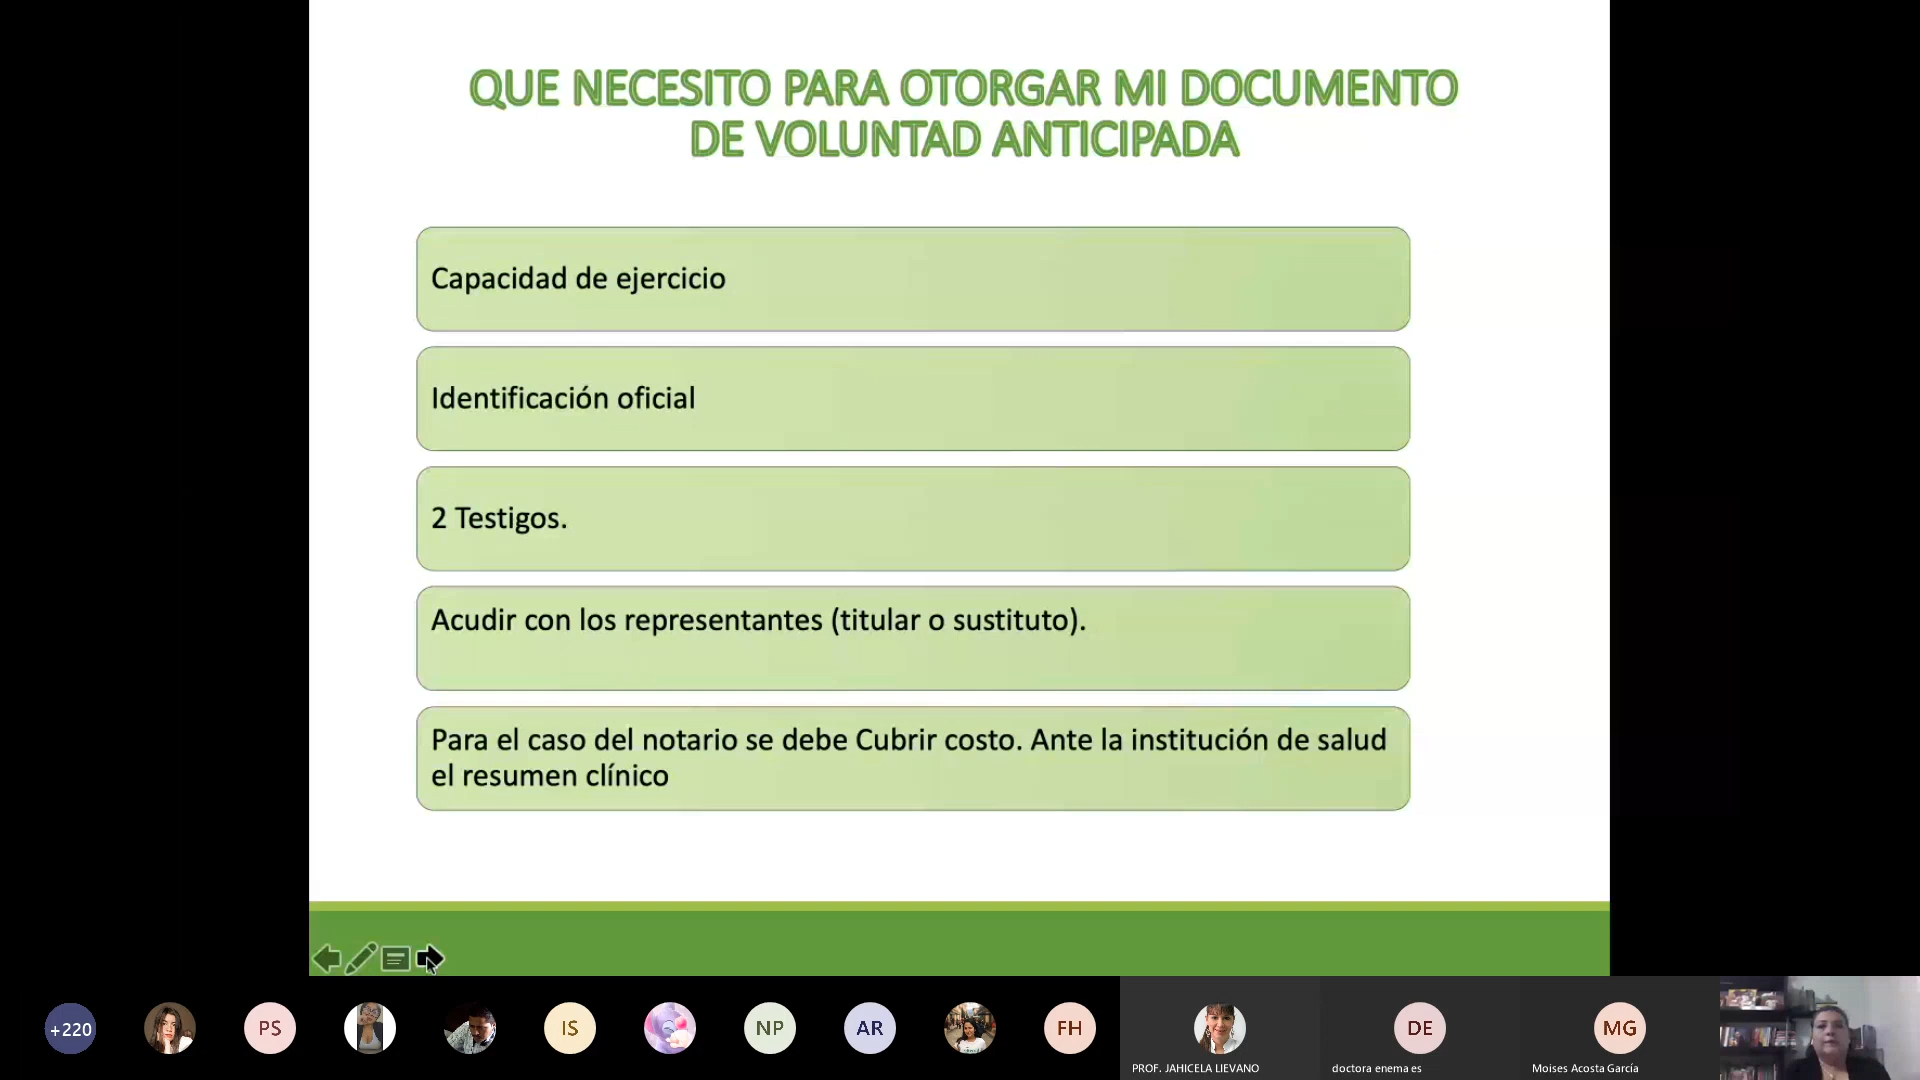 QUE NECESITO PARA OTORGAR MI DOCUMENTO
DE VOLUNTAD ANTICIPADA
Capacidad de ejercicio
Identificación oficial
2 Testigos.
Acudir con los representantes (titular o sustituto).
Para el caso del notario se debe Cubrir costo. Ante la institución de salud
el resumen clínico
+220
PS
IS
NP
AR
FH
DE
MG
PROF. JAHICELA LIEVANO
doctora enema es
Moises Acosta García